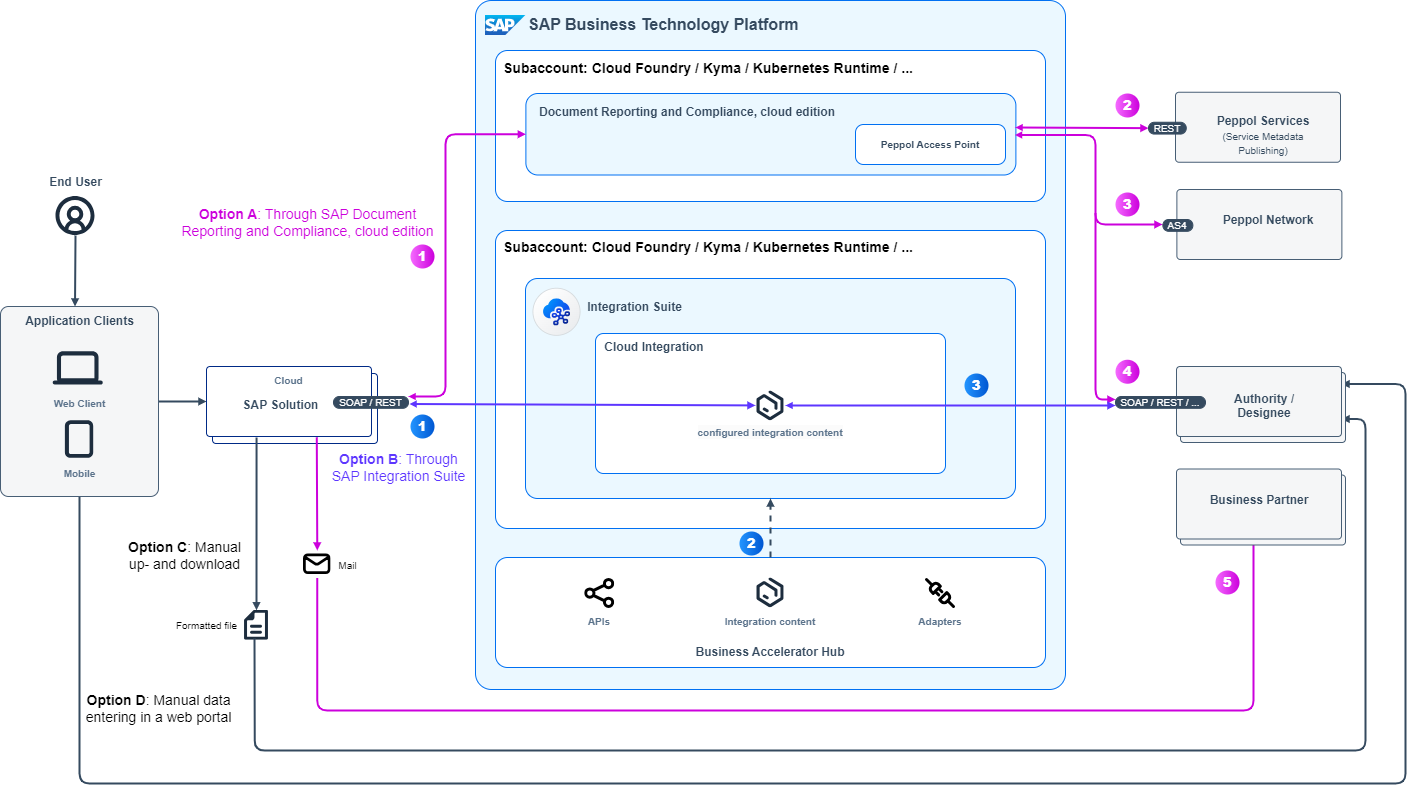 SAP
SAP Business Technology Platform
Subaccount: Cloud Foundry / Kyma / Kubernetes Runtime / ...
Document Reporting and Compliance, cloud edition
Peppol Access Point
2
REST
Peppol Services
(Service Metadata
Publishing)
3
AS4
Peppol Network
End User
Option A: Through SAP Document
Reporting and Compliance, cloud edition
1
Subaccount: Cloud Foundry / Kyma / Kubernetes Runtime / ...
Integration Suite
Cloud Integration
configured integration content
3
Application Clients
Web Client
Mobile
Cloud
SAP Solution
SOAP / REST
1
Option B: Through
SAP Integration Suite
4
SOAP / REST / ...
Authority /
Designee
Business Partner
5
Option C: Manual
up- and download
Mail
Formatted file
2
APIs
Integration content
Adapters
Business Accelerator Hub
Option D: Manual data
entering in a web portal